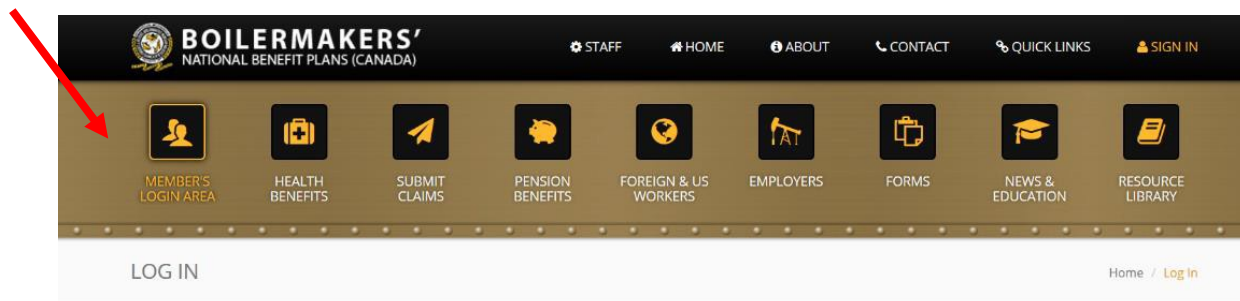 BOILERMAKERS'
NATIONAL BENEFIT PLANS (CANADA)
STAFF HOME ABOUT CONTACT QUICK LINKS SIGN IN
MEMBER'S LOGIN AREA
HEALTH BENEFITS
SUBMIT CLAIMS
PENSION BENEFITS
FOREIGN & US WORKERS
EMPLOYERS
FORMS
NEWS & EDUCATION
RESOURCE LIBRARY
LOG IN
Home / Log In